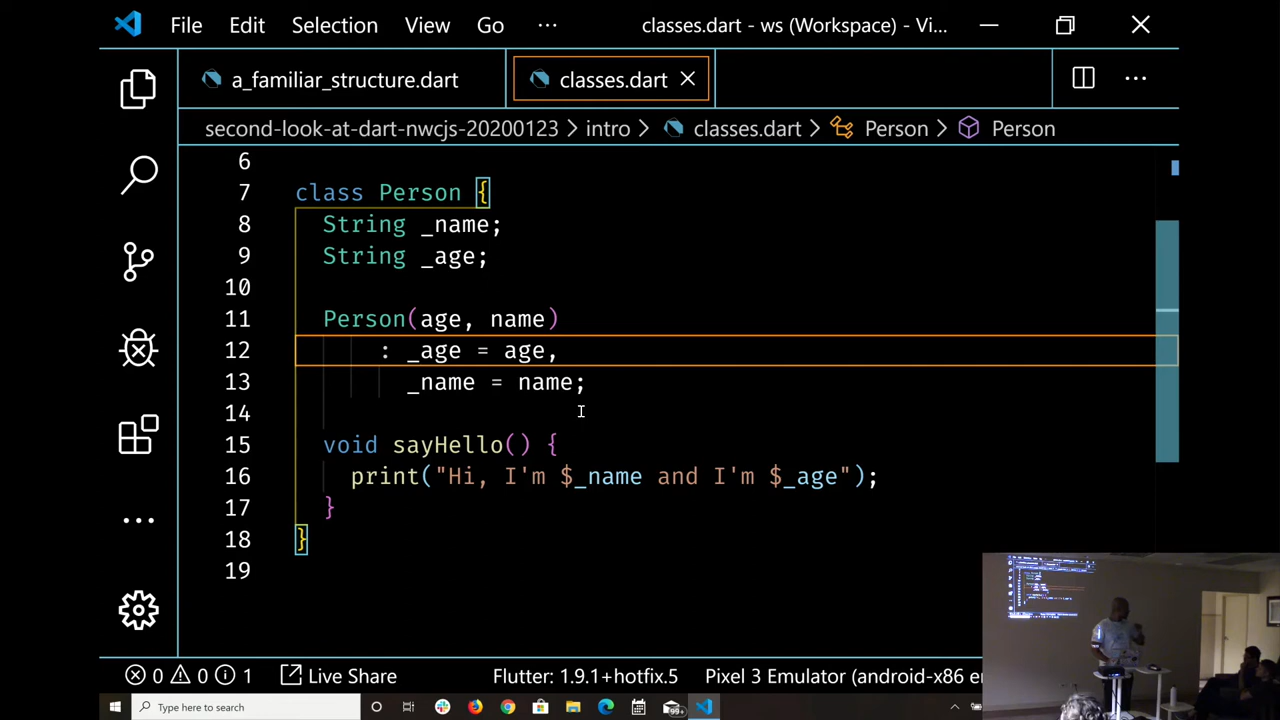 File Edit Selection View Go ··· classes.dart - ws (Workspace) - Vi...
a_familiar_structure.dart classes.dart
second-look-at-dart-nwcjs-20200123 > intro > classes.dart > Person > Person
6
7 class Person {
8 String _name;
9 String _age;
10
11 Person(age, name)
12 : _age = age,
13 _name = name;
14
15 void sayHello() {
16 print("Hi, I'm $_name and I'm $_age");
17 }
18 }
19
0 0 1 Live Share Flutter: 1.9.1+hotfix.5 Pixel 3 Emulator (android-x86 en
Type here to search 99+